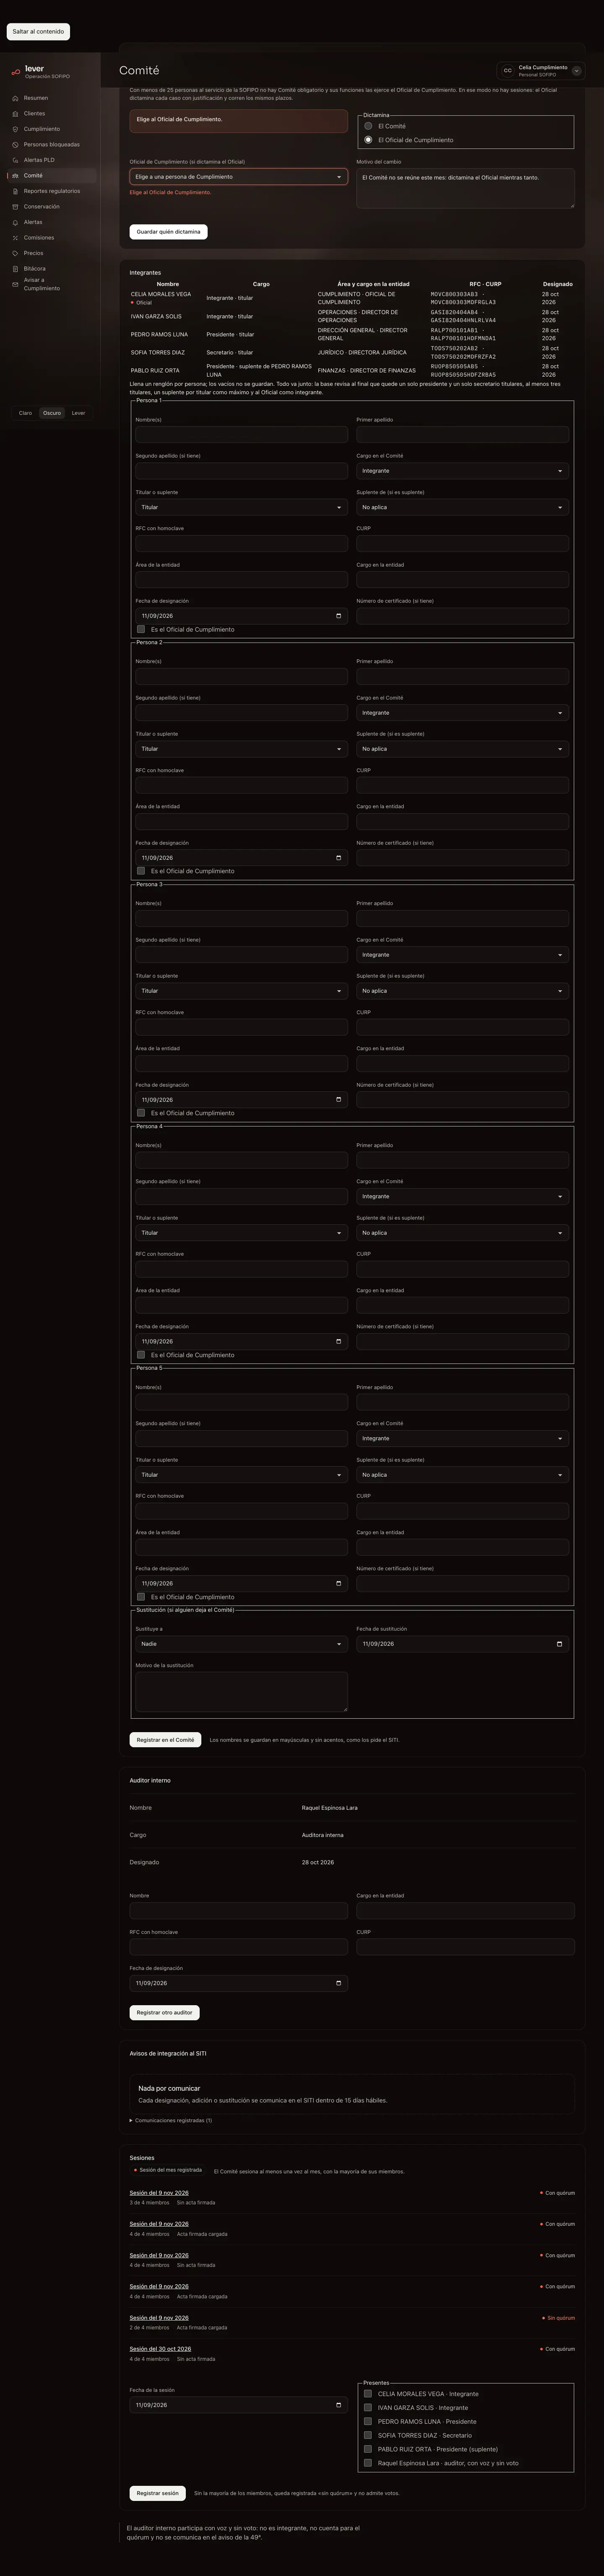 Saltar al contenido
lever
Operación SOFIPO
Comité
CC
Celia Cumplimiento
Personal SOFIPO
Resumen
Clientes
Cumplimiento
Personas bloqueadas
Alertas PLD
Comité
Reportes regulatorios
Conservación
Alertas
Comisiones
Precios
Bitácora
Avisar a
Cumplimiento
Claro
Oscuro
Lever
Con menos de 25 personas al servicio de la SOFIPO no hay Comité obligatorio y sus funciones las ejerce el Oficial de Cumplimiento. En ese modo no hay sesiones: el Oficial
dictamina cada caso con justificación y corren los mismos plazos.
Elige al Oficial de Cumplimiento.
Dictamina
El Comité
El Oficial de Cumplimiento
Oficial de Cumplimiento (si dictamina el Oficial)
Elige a una persona de Cumplimiento
Elige al Oficial de Cumplimiento.
Motivo del cambio
El Comité no se reúne este mes: dictamina el Oficial mientras tanto.
Guardar quién dictamina
Integrantes
Nombre Cargo Área y cargo en la entidad RFC · CURP Designado
CELIA MORALES VEGA
Oficial
Integrante · titular
CUMPLIMIENTO · OFICIAL DE
CUMPLIMIENTO
MOVC800303AB3 ·
MOVC800303MDFRGLA3
28 oct
2026
IVAN GARZA SOLIS
Integrante · titular
OPERACIONES · DIRECTOR DE
OPERACIONES
GASI820404AB4 ·
GASI820404HNLRLVA4
28 oct
2026
PEDRO RAMOS LUNA
Presidente · titular
DIRECCIÓN GENERAL · DIRECTOR
GENERAL
RALP700101AB1 ·
RALP700101HDFMNDA1
28 oct
2026
SOFIA TORRES DIAZ
Secretario · titular
JURÍDICO · DIRECTORA JURÍDICA
TODS750202AB2 ·
TODS750202MDFRZFA2
28 oct
2026
PABLO RUIZ ORTA
Presidente · suplente de PEDRO RAMOS
LUNA
FINANZAS · DIRECTOR DE FINANZAS
RUOP850505AB5 ·
RUOP850505HDFZRBA5
28 oct
2026
Llena un renglón por persona; los vacíos no se guardan. Todo va junto: la base revisa al final que quede un solo presidente y un solo secretario titulares, al menos tres
titulares, un suplente por titular como máximo y al Oficial como integrante.
Persona 1
Nombre(s)
Primer apellido
Segundo apellido (si tiene)
Cargo en el Comité
Integrante
Titular o suplente
Suplente de (si es suplente)
Titular
No aplica
RFC con homoclave
CURP
Área de la entidad
Cargo en la entidad
Fecha de designación
Número de certificado (si tiene)
11/09/2026
Es el Oficial de Cumplimiento
Persona 2
Nombre(s)
Primer apellido
Segundo apellido (si tiene)
Cargo en el Comité
Integrante
Titular o suplente
Suplente de (si es suplente)
Titular
No aplica
RFC con homoclave
CURP
Área de la entidad
Cargo en la entidad
Fecha de designación
Número de certificado (si tiene)
11/09/2026
Es el Oficial de Cumplimiento
Persona 3
Nombre(s)
Primer apellido
Segundo apellido (si tiene)
Cargo en el Comité
Integrante
Titular o suplente
Suplente de (si es suplente)
Titular
No aplica
RFC con homoclave
CURP
Área de la entidad
Cargo en la entidad
Fecha de designación
Número de certificado (si tiene)
11/09/2026
Es el Oficial de Cumplimiento
Persona 4
Nombre(s)
Primer apellido
Segundo apellido (si tiene)
Cargo en el Comité
Integrante
Titular o suplente
Suplente de (si es suplente)
Titular
No aplica
RFC con homoclave
CURP
Área de la entidad
Cargo en la entidad
Fecha de designación
Número de certificado (si tiene)
11/09/2026
Es el Oficial de Cumplimiento
Persona 5
Nombre(s)
Primer apellido
Segundo apellido (si tiene)
Cargo en el Comité
Integrante
Titular o suplente
Suplente de (si es suplente)
Titular
No aplica
RFC con homoclave
CURP
Área de la entidad
Cargo en la entidad
Fecha de designación
Número de certificado (si tiene)
11/09/2026
Es el Oficial de Cumplimiento
Sustitución (si alguien deja el Comité)
Sustituye a
Fecha de sustitución
Nadie
11/09/2026
Motivo de la sustitución
Registrar en el Comité
Los nombres se guardan en mayúsculas y sin acentos, como los pide el SITI.
Auditor interno
Nombre
Raquel Espinosa Lara
Cargo
Auditora interna
Designado
28 oct 2026
Nombre
Cargo en la entidad
RFC con homoclave
CURP
Fecha de designación
11/09/2026
Registrar otro auditor
Avisos de integración al SITI
Nada por comunicar
Cada designación, adición o sustitución se comunica en el SITI dentro de 15 días hábiles.
Comunicaciones registradas (1)
Sesiones
Sesión del mes registrada
El Comité sesiona al menos una vez al mes, con la mayoría de sus miembros.
Sesión del 9 nov 2026
Con quórum
3 de 4 miembros Sin acta firmada
Sesión del 9 nov 2026
Con quórum
4 de 4 miembros Acta firmada cargada
Sesión del 9 nov 2026
Con quórum
4 de 4 miembros Sin acta firmada
Sesión del 9 nov 2026
Con quórum
4 de 4 miembros Acta firmada cargada
Sesión del 9 nov 2026
Sin quórum
2 de 4 miembros Acta firmada cargada
Sesión del 30 oct 2026
Con quórum
4 de 4 miembros Sin acta firmada
Fecha de la sesión
11/09/2026
Presentes
CELIA MORALES VEGA · Integrante
IVAN GARZA SOLIS · Integrante
PEDRO RAMOS LUNA · Presidente
SOFIA TORRES DIAZ · Secretario
PABLO RUIZ ORTA · Presidente (suplente)
Raquel Espinosa Lara · auditor, con voz y sin voto
Registrar sesión
Sin la mayoría de los miembros, queda registrada «sin quórum» y no admite votos.
El auditor interno participa con voz y sin voto: no es integrante, no cuenta para el
quórum y no se comunica en el aviso de la 49ª.